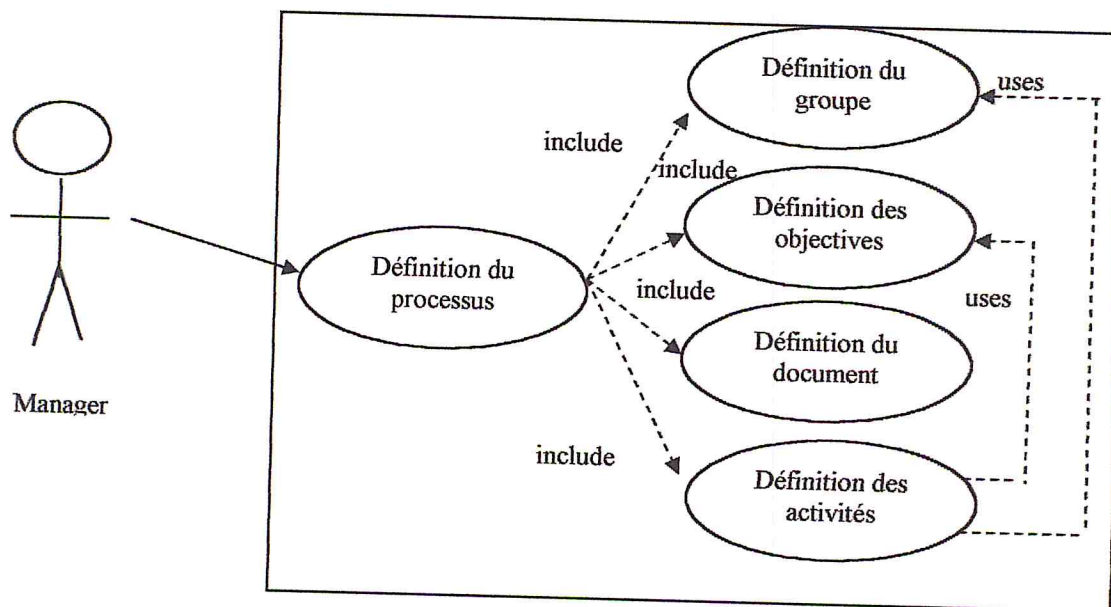 Définition du
groupe
uses
include
include
Définition des
objectives
Définition du
processus
include
uses
Définition du
document
Manager
include
Définition des
activités